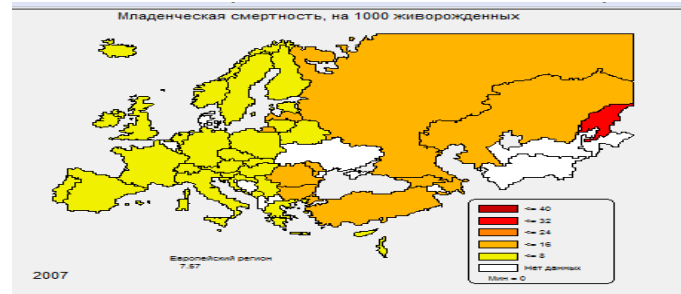 Младенческая смертность, на 1000 живорожденных
<= 40
<= 32
<= 24
<= 16
<= 8
Нет данных
Мин = 0
Европейский регион
7.57
2007